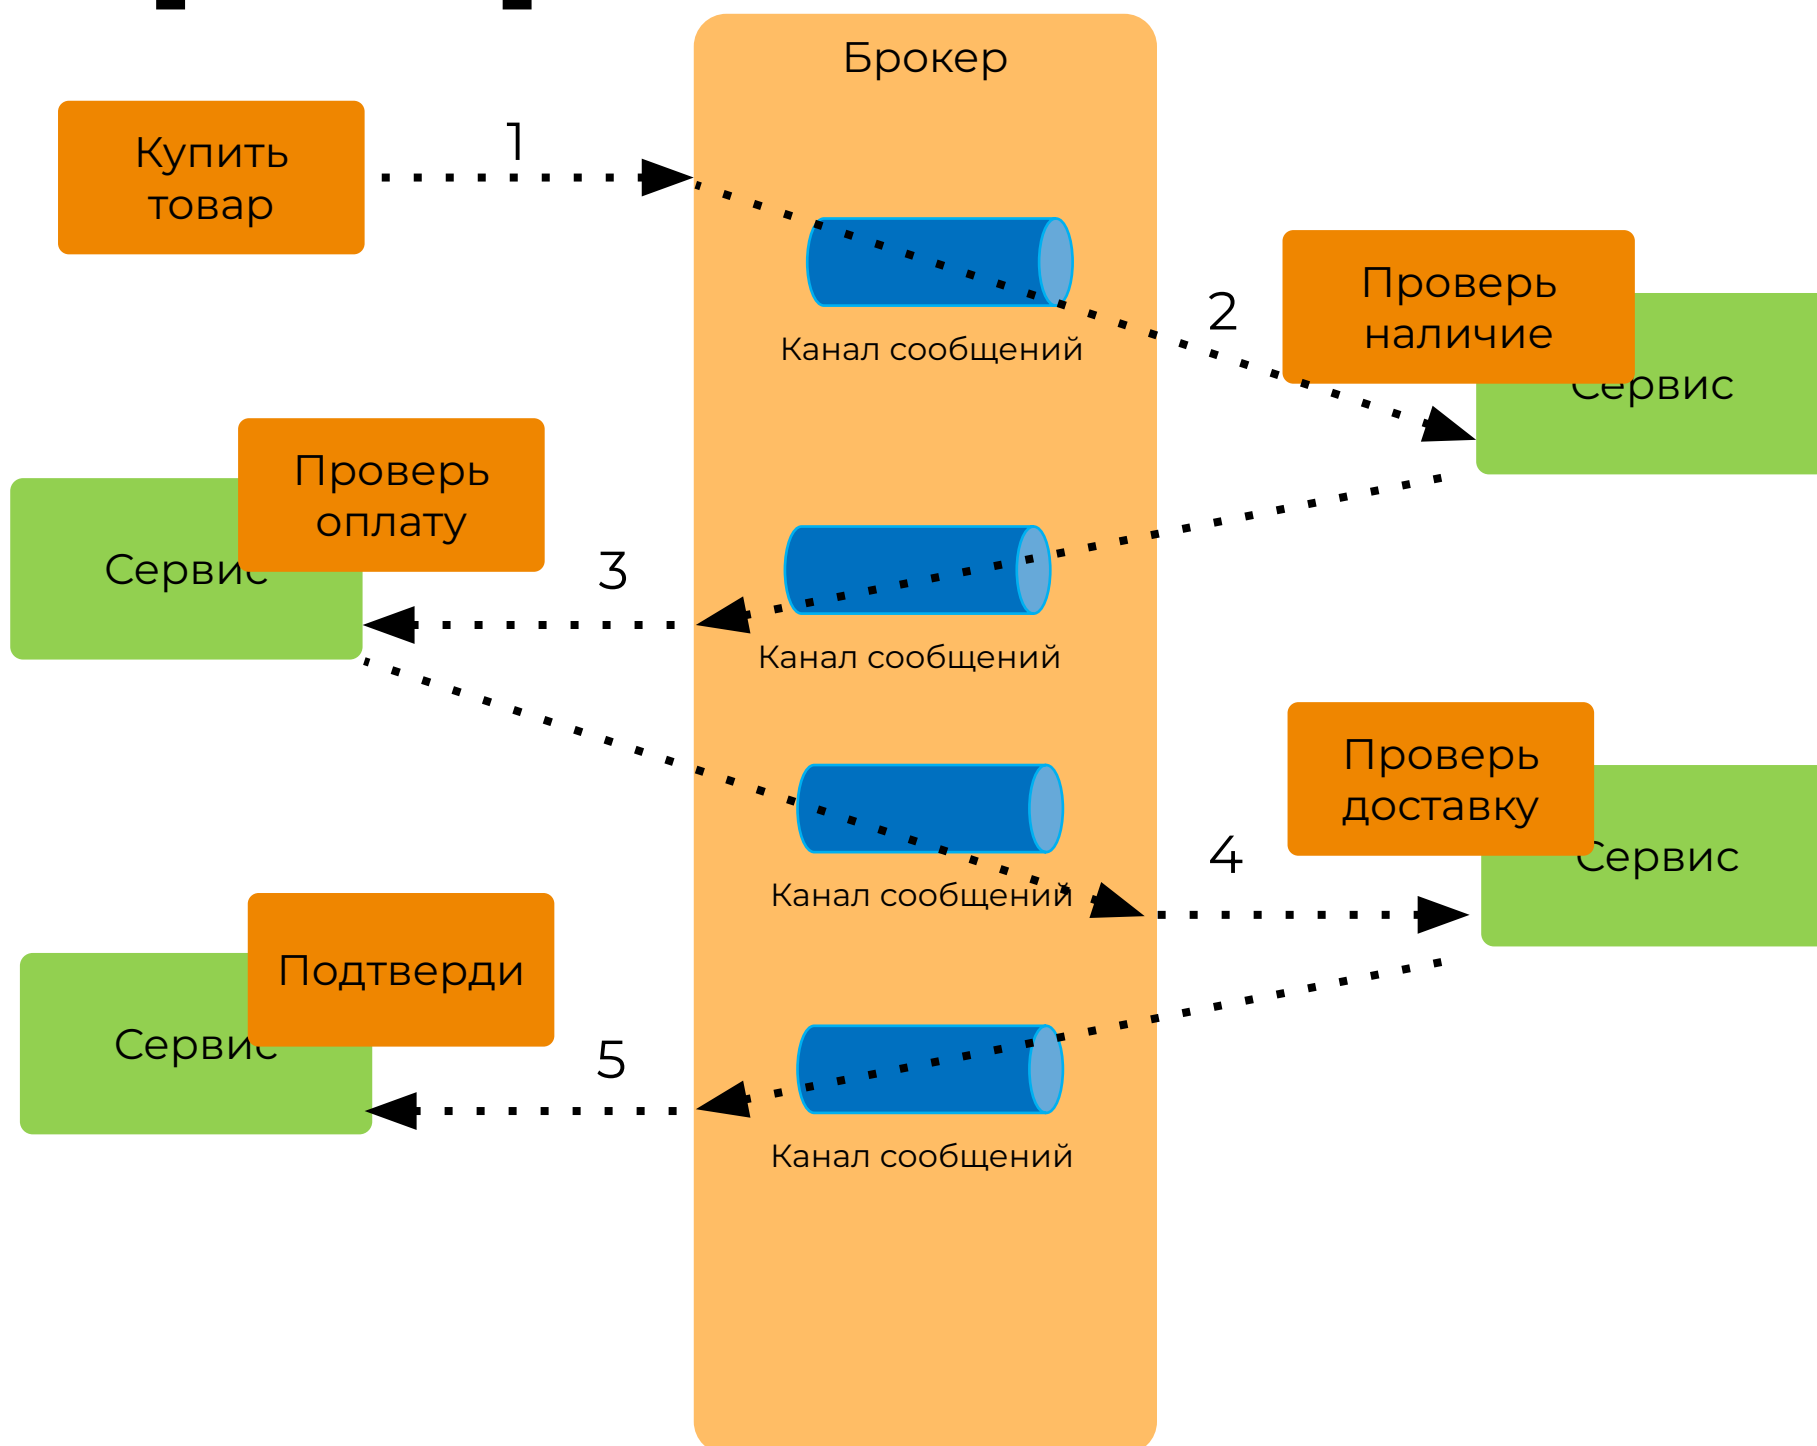 Брокер
Купить
товар
1
Канал сообщений
2
Проверь
наличие
Сервис
Проверь
оплату
Сервис
3
Канал сообщений
Проверь
доставку
Сервис
4
Канал сообщений
Подтверди
Сервис
5
Канал сообщений